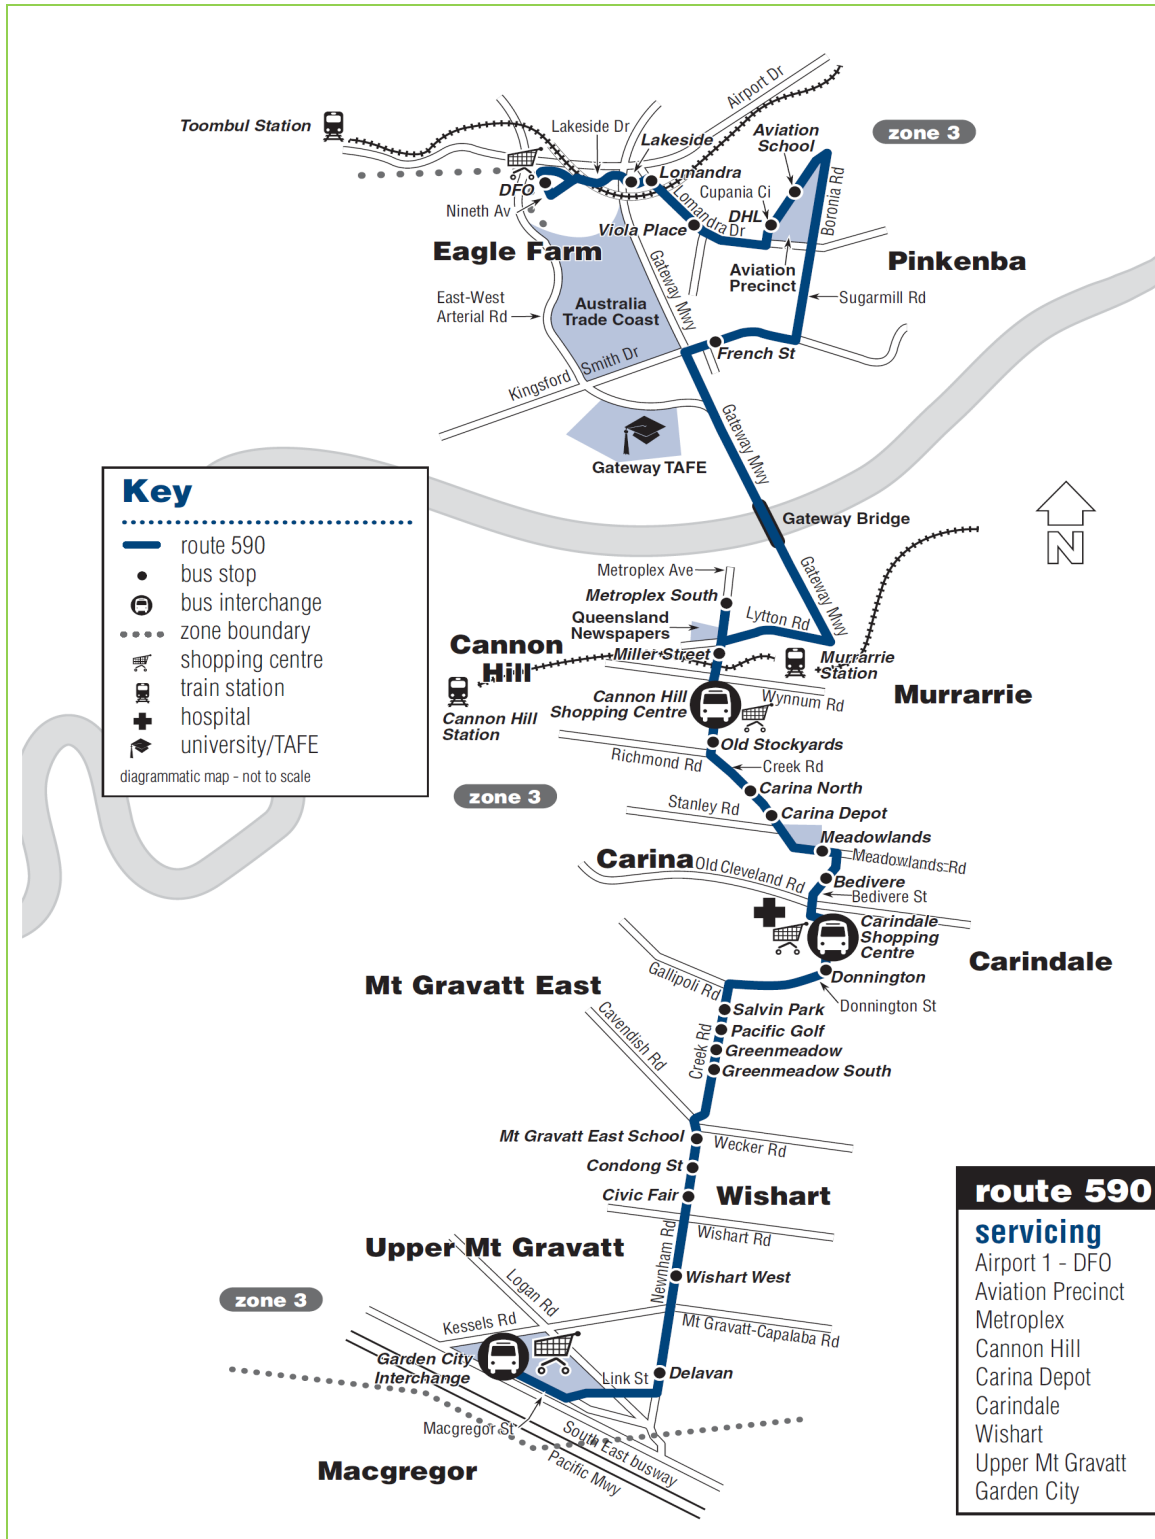 Airport Dr
Toombul Station
Lakeside Dr
Lakeside
Aviation
School
zone 3
Lomandra
DFO
Cupania Ci
Nineth Av
Lomandra Dr
DHL
Boronia Rd
Viola Place
Eagle Farm
Pinkenba
Aviation
Precinct
Gateway Mwy
East-West
Arterial Rd
Australia
Trade Coast
Sugarmill Rd
French St
Kingsford Smith Dr
Gateway Mwy
Gateway TAFE
Key
route 590
bus stop
bus interchange
zone boundary
shopping centre
train station
hospital
university/TAFE
diagrammatic map - not to scale
Gateway Bridge
N
Metroplex Ave
Gateway Mwy
Metroplex South
Queensland
Newspapers
Lytton Rd
Cannon
Hill
Miller Street
Murrarrie
Station
Murrarrie
Cannon Hill
Shopping Centre
Wynnum Rd
Cannon Hill
Station
Old Stockyards
Richmond Rd
Creek Rd
zone 3
Carina North
Stanley Rd
Carina Depot
Meadowlands
Meadowlands Rd
Carina
Old Cleveland Rd
Bedivere
Bedivere St
Carindale
Shopping
Centre
Carindale
Donnington
Mt Gravatt East
Gallipoli Rd
Donnington St
Salvin Park
Cavendish Rd
Pacific Golf
Creek Rd
Greenmeadow
Greenmeadow South
Mt Gravatt East School
Wecker Rd
Condong St
Civic Fair
Wishart
Wishart Rd
Newnham Rd
Upper Mt Gravatt
Logan Rd
Wishart West
zone 3
Kessels Rd
Mt Gravatt-Capalaba Rd
Garden City
Interchange
Link St
Delavan
Macgregor St
South East busway
Pacific Mwy
Macgregor
route 590
servicing
Airport 1 - DFO
Aviation Precinct
Metroplex
Cannon Hill
Carina Depot
Carindale
Wishart
Upper Mt Gravatt
Garden City